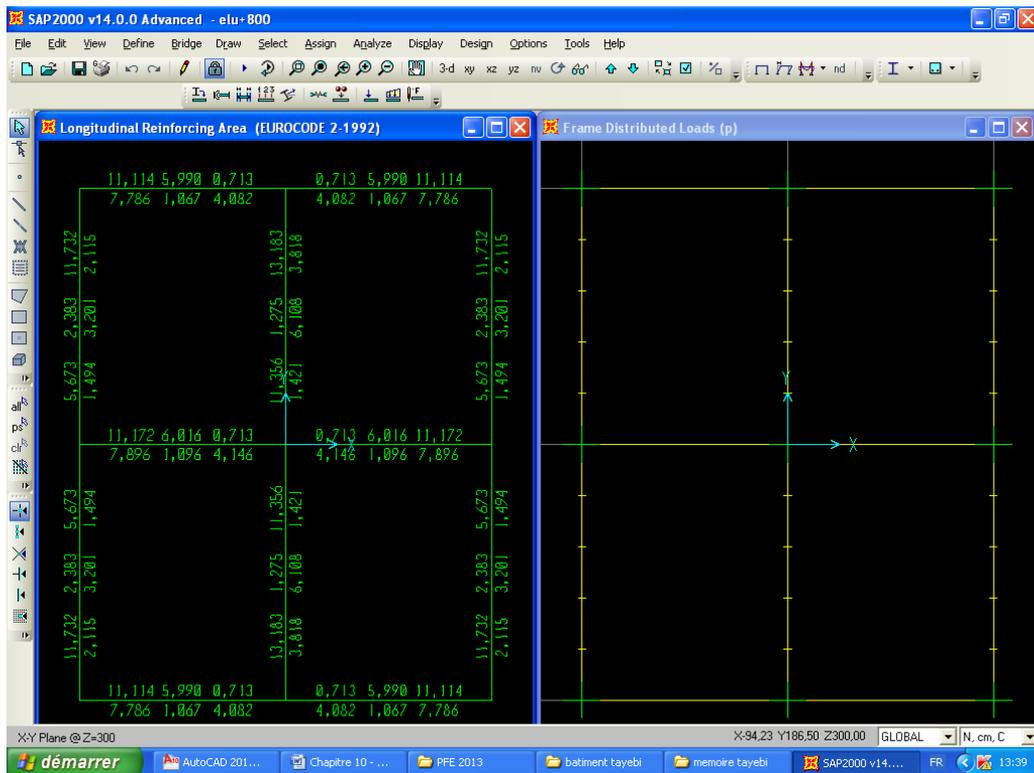 SAP2000 v14.0.0 Advanced - elu+800
File Edit View Define Bridge Draw Select Assign Analyze Display Design Options Tools Help
3-d xy xz yz nv nd
Longitudinal Reinforcing Area (EUROCODE 2-1992)
11,114 5,990 0,713 0,713 5,990 11,114
7,786 1,067 4,082 4,082 1,067 7,786
11,732 2,115 13,183 3,818 11,732 2,115
2,383 3,201 1,275 6,108 2,383 3,201
5,673 1,494 11,356 1,421 5,673 1,494
Y
11,172 6,016 0,713 0,713 6,016 11,172
X
7,896 1,096 4,146 4,146 1,096 7,896
5,673 1,494 11,356 1,421 5,673 1,494
2,383 3,201 1,275 6,108 2,383 3,201
11,732 2,115 13,183 3,818 11,732 2,115
11,114 5,990 0,713 0,713 5,990 11,114
7,786 1,067 4,082 4,082 1,067 7,786
Frame Distributed Loads (p)
Y
X
all
ps
clr
X-Y Plane @ Z=300
X-94,23 Y186,50 Z300,00
GLOBAL
N, cm, C
démarrer
AutoCAD 201...
Chapitre 10 - ...
PFE 2013
batiment tayebi
memoire tayebi
SAP2000 v14....
FR
13:39